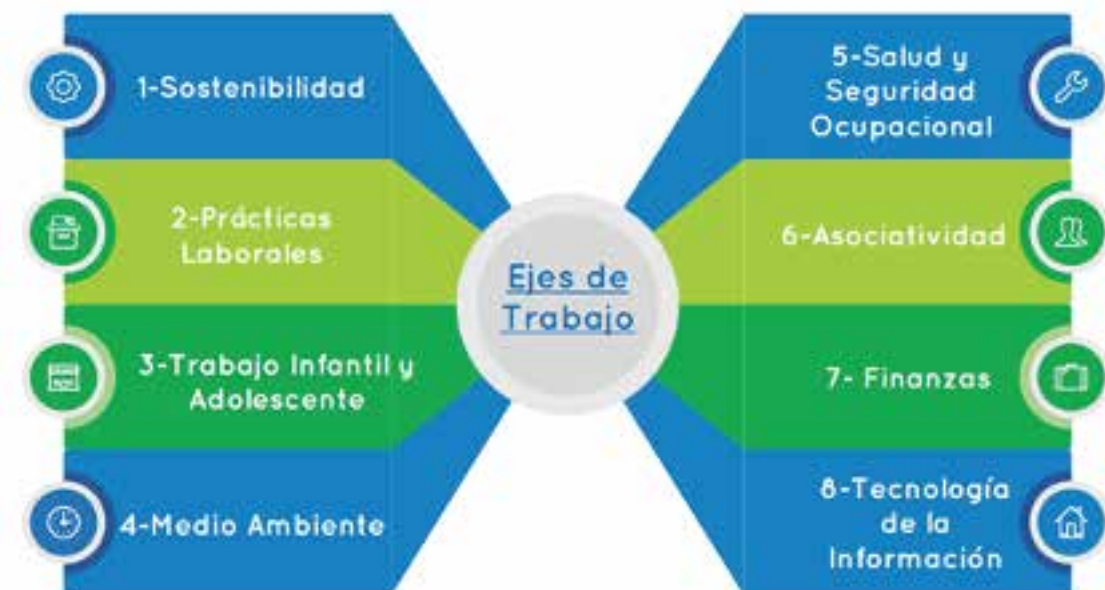 1-Sostenibilidad
2-Prácticas
Laborales
3-Trabajo Infantil y
Adolescente
4-Medio Ambiente
Ejes de
Trabajo
5-Salud y
Seguridad
Ocupacional
6-Asociatividad
7- Finanzas
8-Tecnología
de la
Información